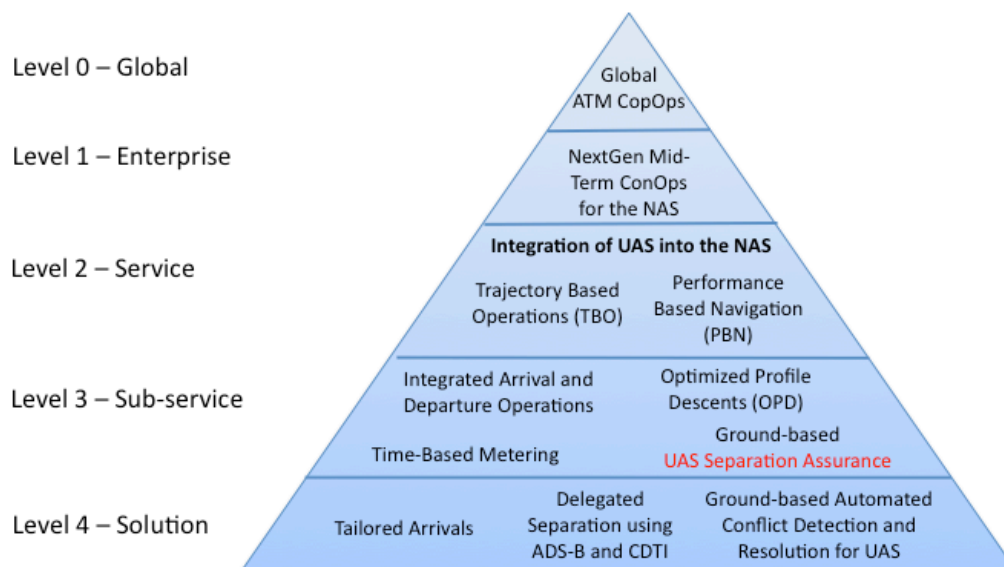 Level 0 – Global
Global
ATM CopOps
Level 1 – Enterprise
NextGen Mid-
Term ConOps
for the NAS
Level 2 – Service
Integration of UAS into the NAS
Trajectory Based
Operations (TBO)
Performance
Based Navigation
(PBN)
Level 3 – Sub-service
Integrated Arrival and
Departure Operations
Optimized Profile
Descents (OPD)
Time-Based Metering
Ground-based
UAS Separation Assurance
Level 4 – Solution
Tailored Arrivals
Delegated
Separation using
ADS-B and CDTI
Ground-based Automated
Conflict Detection and
Resolution for UAS